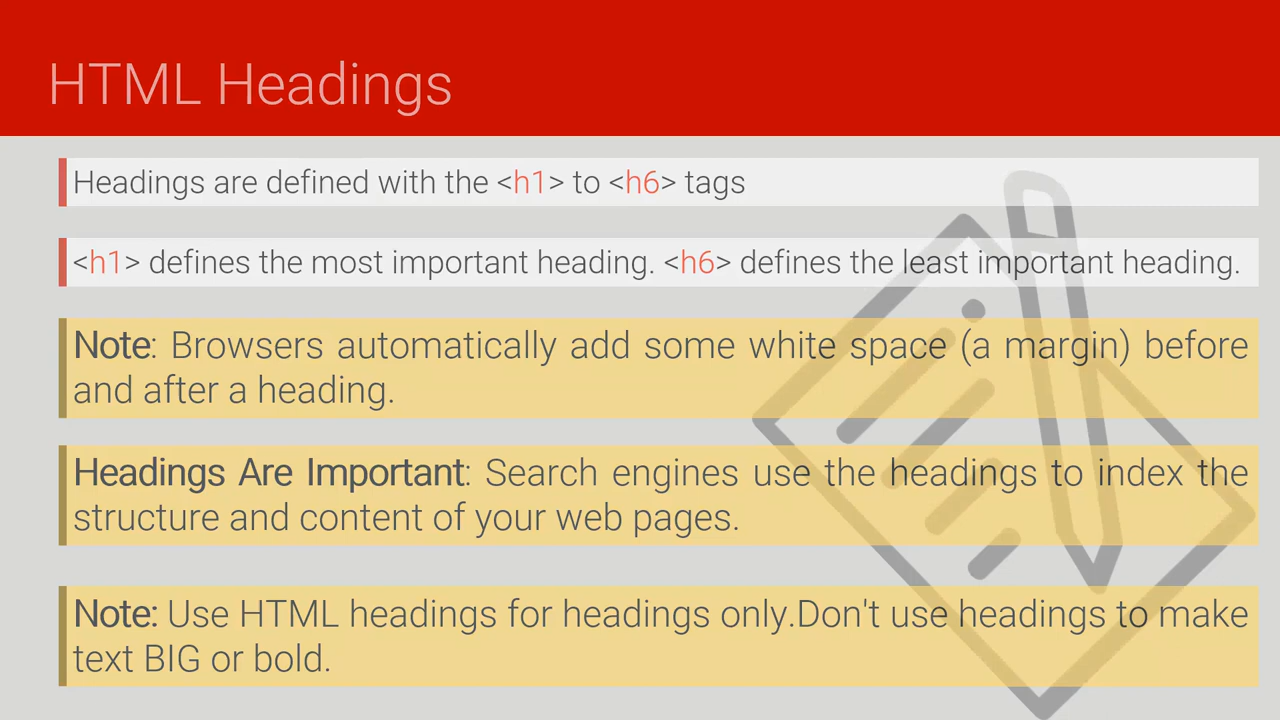 HTML Headings
Headings are defined with the <h1> to <h6> tags
<h1> defines the most important heading. <h6> defines the least important heading.
Note: Browsers automatically add some white space (a margin) before
and after a heading.
Headings Are Important: Search engines use the headings to index the
structure and content of your web pages.
Note: Use HTML headings for headings only.Don't use headings to make
text BIG or bold.